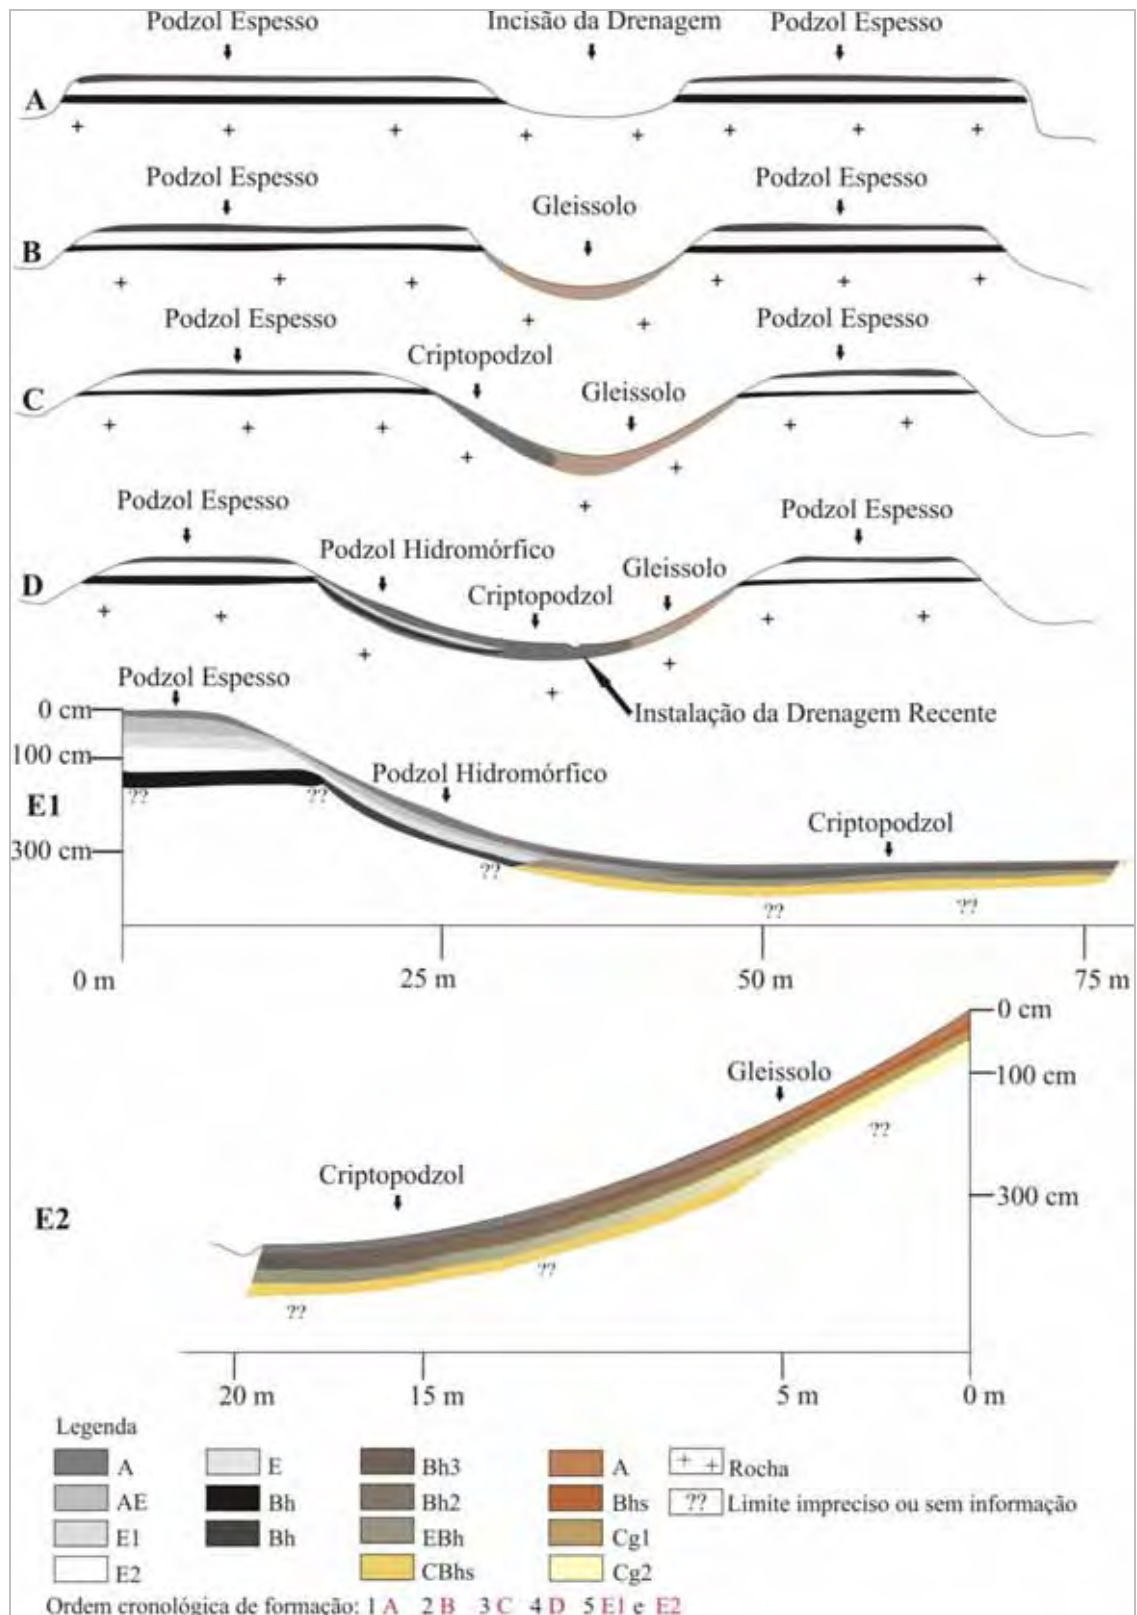 Podzol Espesso Incisão da Drenagem Podzol Espesso
A
Podzol Espesso Podzol Espesso
Gleissolo
B
Podzol Espesso Podzol Espesso
Criptopodzol
Gleissolo
C
Podzol Espesso
Podzol Espesso
Podzol Hidromórfico
Gleissolo
D
Criptopodzol
Podzol Espesso
0 cm
Instalação da Drenagem Recente
100 cm
Podzol Hidromórfico
?? ??
E1
Criptopodzol
300 cm
??
?? ??
0 m 25 m 50 m 75 m
0 cm
Gleissolo
100 cm
??
Criptopodzol
300 cm
E2
??
??
20 m 15 m 5 m 0 m
Legenda
A E Bh3 A Rocha
AE Bh Bh2 Bhs ?? Limite impreciso ou sem informação
E1 Bh EBh Cg1
E2 CBhs Cg2
Ordem cronológica de formação: 1 A 2 B 3 C 4 D 5 E1 e E2